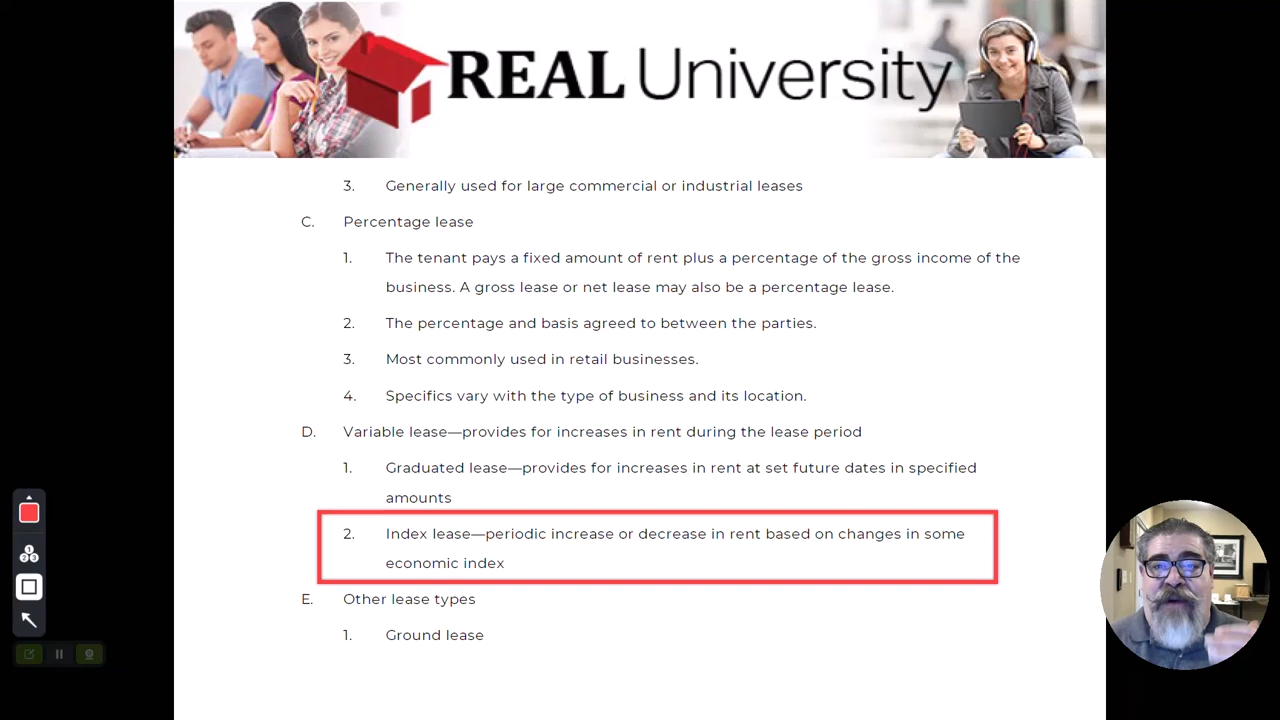 REAL University
3. Generally used for large commercial or industrial leases
C. Percentage lease
1. The tenant pays a fixed amount of rent plus a percentage of the gross income of the
business. A gross lease or net lease may also be a percentage lease.
2. The percentage and basis agreed to between the parties.
3. Most commonly used in retail businesses.
4. Specifics vary with the type of business and its location.
D. Variable lease—provides for increases in rent during the lease period
1. Graduated lease—provides for increases in rent at set future dates in specified
amounts
2. Index lease—periodic increase or decrease in rent based on changes in some
economic index
E. Other lease types
1. Ground lease